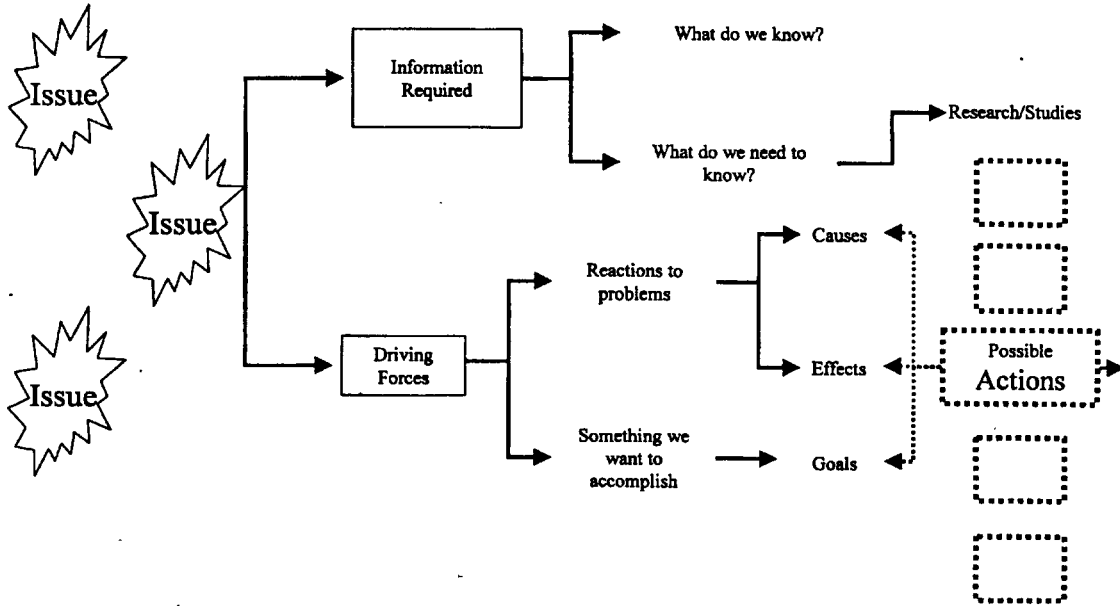 Issue
Issue
Issue
Information
Required
What do we know?
What do we need to
know?
Research/Studies
Driving
Forces
Reactions to
problems
Something we
want to
accomplish
Causes
Effects
Goals
Possible
Actions